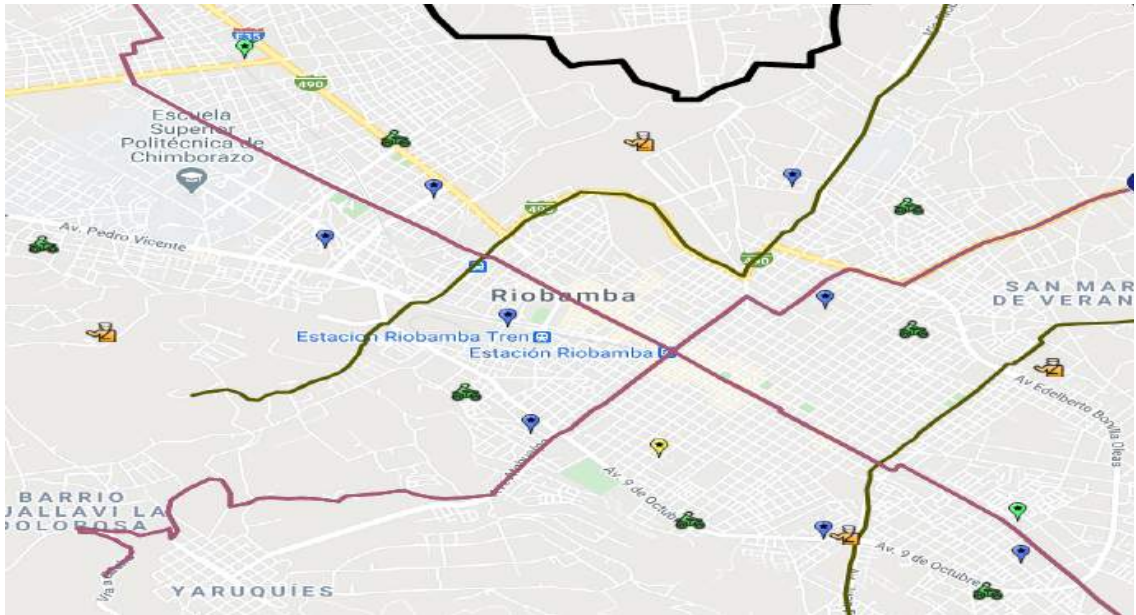 E35
490
Escuela
Superior
Politécnica de
Chimborazo
Av. Pedro Vicente
490
490
Riobamba
SAN MAR
DE VERAN
Estacion Riobamba Tren
Estación Riobamba
Av Edelberto Bonilla Oleas
BARRIO
JALLAVI LA
DOLOROSA
Av. 9 de Octubre
Av. 9 de Octubre
YARUQUÍES